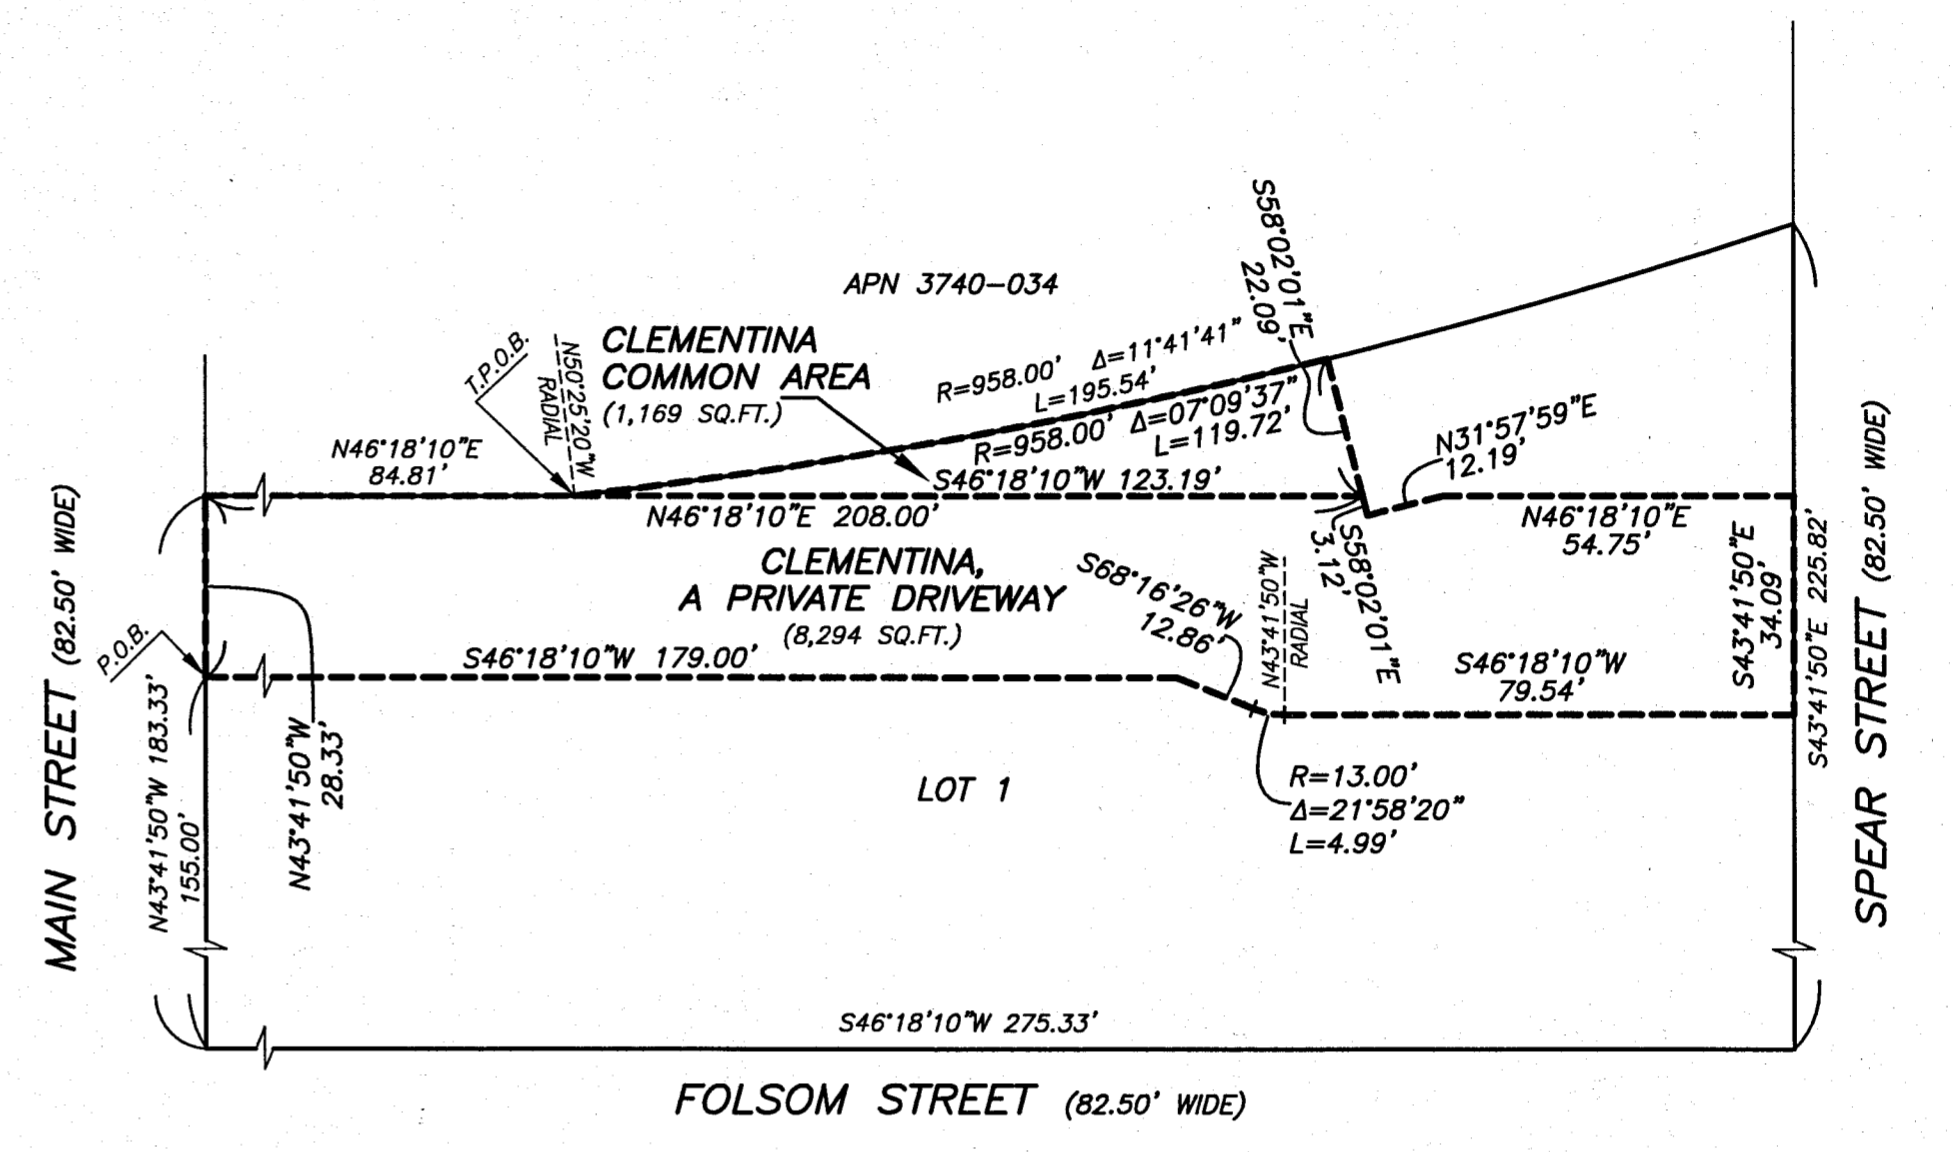 APN 3740-034
S58°02'01"E
22.09'
T.P.O.B.
N50°25'20"W
RADIAL
CLEMENTINA
COMMON AREA
(1,169 SQ.FT.)
R=958.00' Δ=11°41'41"
L=195.54'
R=958.00' Δ=07°09'37"
L=119.72'
N31°57'59"E
12.19'
N46°18'10"E
84.81'
S46°18'10"W 123.19'
N46°18'10"E 208.00'
N46°18'10"E
54.75'
S58°02'01"E
3.12'
CLEMENTINA,
A PRIVATE DRIVEWAY
(8,294 SQ.FT.)
S68°16'26"W
12.86'
N43°41'50"W
RADIAL
S43°41'50"E
34.09'
S43°41'50"E 225.82'
SPEAR STREET (82.50' WIDE)
MAIN STREET (82.50' WIDE)
P.O.B.
S46°18'10"W 179.00'
S46°18'10"W
79.54'
N43°41'50"W 183.33'
155.00'
N43°41'50"W
28.33'
LOT 1
R=13.00'
Δ=21°58'20"
L=4.99'
S46°18'10"W 275.33'
FOLSOM STREET (82.50' WIDE)